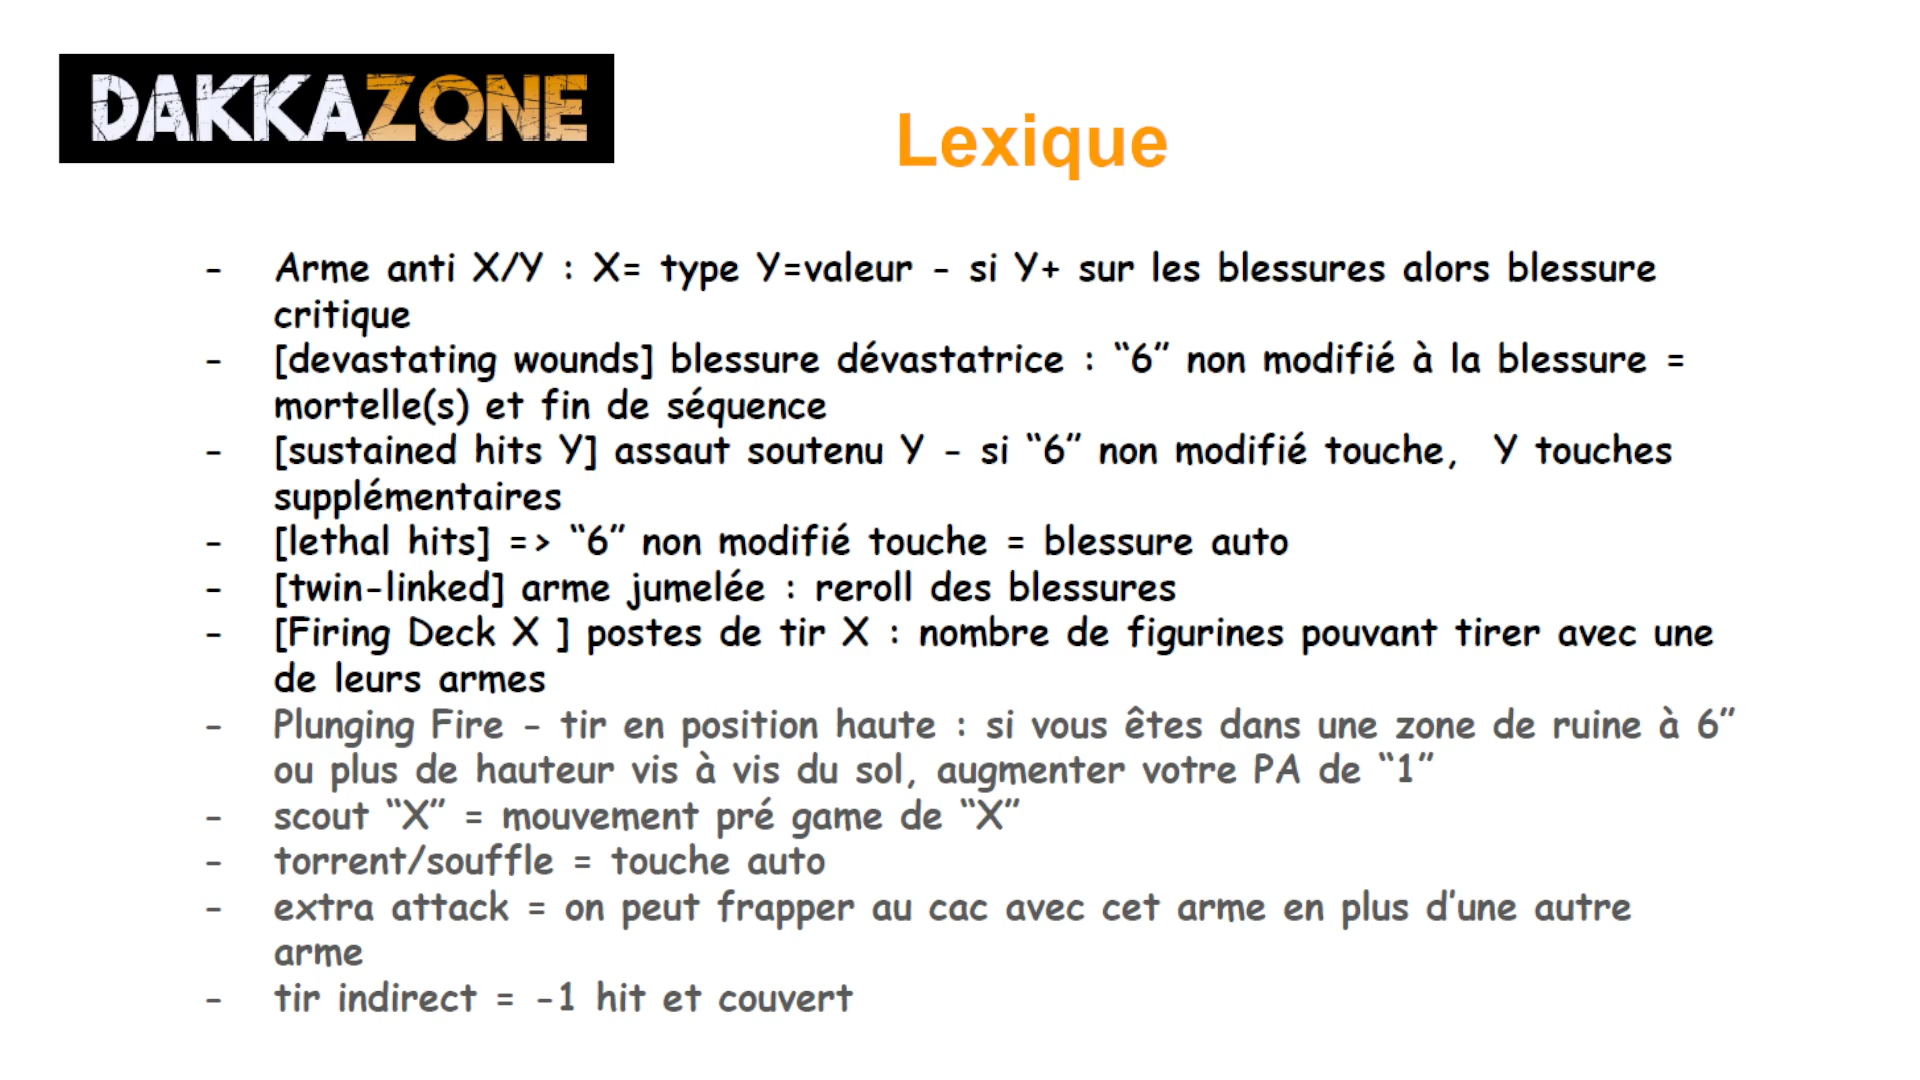 DAKKAZONE
Lexique
- Arme anti X/Y : X= type Y=valeur - si Y+ sur les blessures alors blessure
critique
- [devastating wounds] blessure dévastatrice : “6” non modifié à la blessure =
mortelle(s) et fin de séquence
- [sustained hits Y] assaut soutenu Y - si “6” non modifié touche, Y touches
supplémentaires
- [lethal hits] => “6” non modifié touche = blessure auto
- [twin-linked] arme jumelée : reroll des blessures
- [Firing Deck X ] postes de tir X : nombre de figurines pouvant tirer avec une
de leurs armes
- Plunging Fire - tir en position haute : si vous êtes dans une zone de ruine à 6”
ou plus de hauteur vis à vis du sol, augmenter votre PA de “1”
- scout “X” = mouvement pré game de “X”
- torrent/souffle = touche auto
- extra attack = on peut frapper au cac avec cet arme en plus d’une autre
arme
- tir indirect = -1 hit et couvert